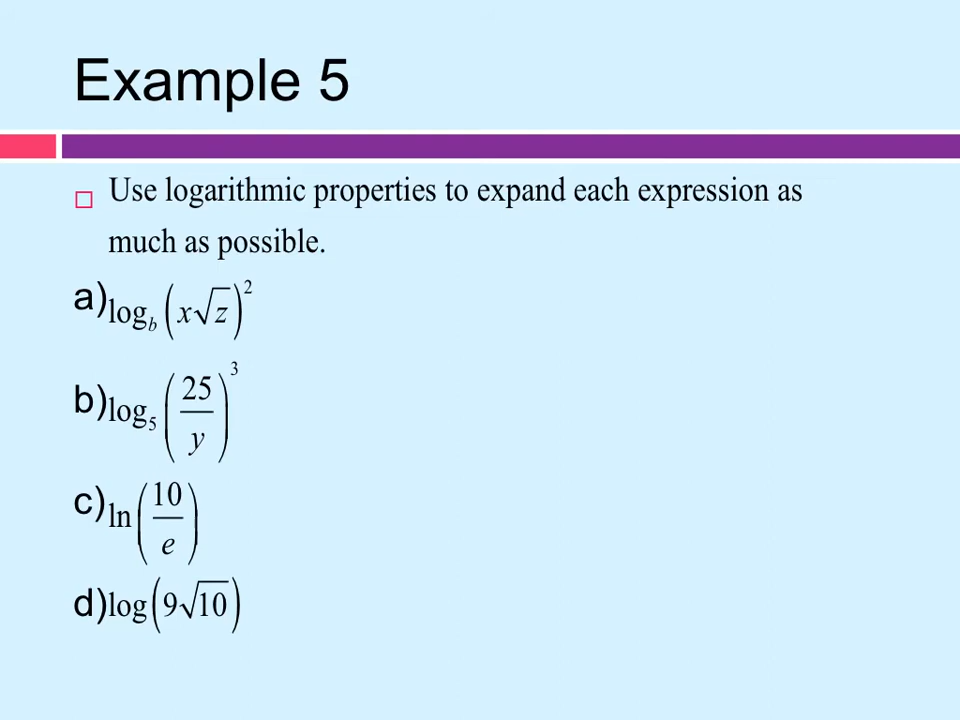 Example 5
Use logarithmic properties to expand each expression as
much as possible.
a) log_b (x√z)^2
b) log_5 (25/y)^3
c) ln (10/e)
d) log (9√10)